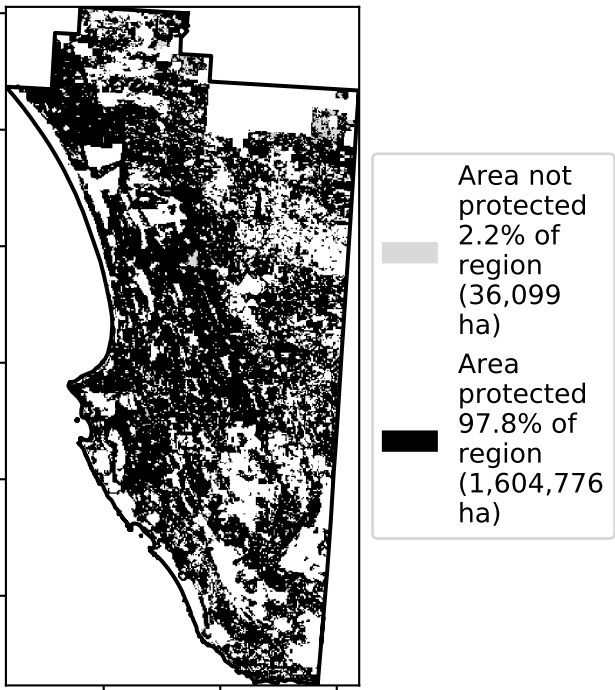 Area not
protected
2.2% of
region
(36,099
ha)
Area
protected
97.8% of
region
(1,604,776
ha)